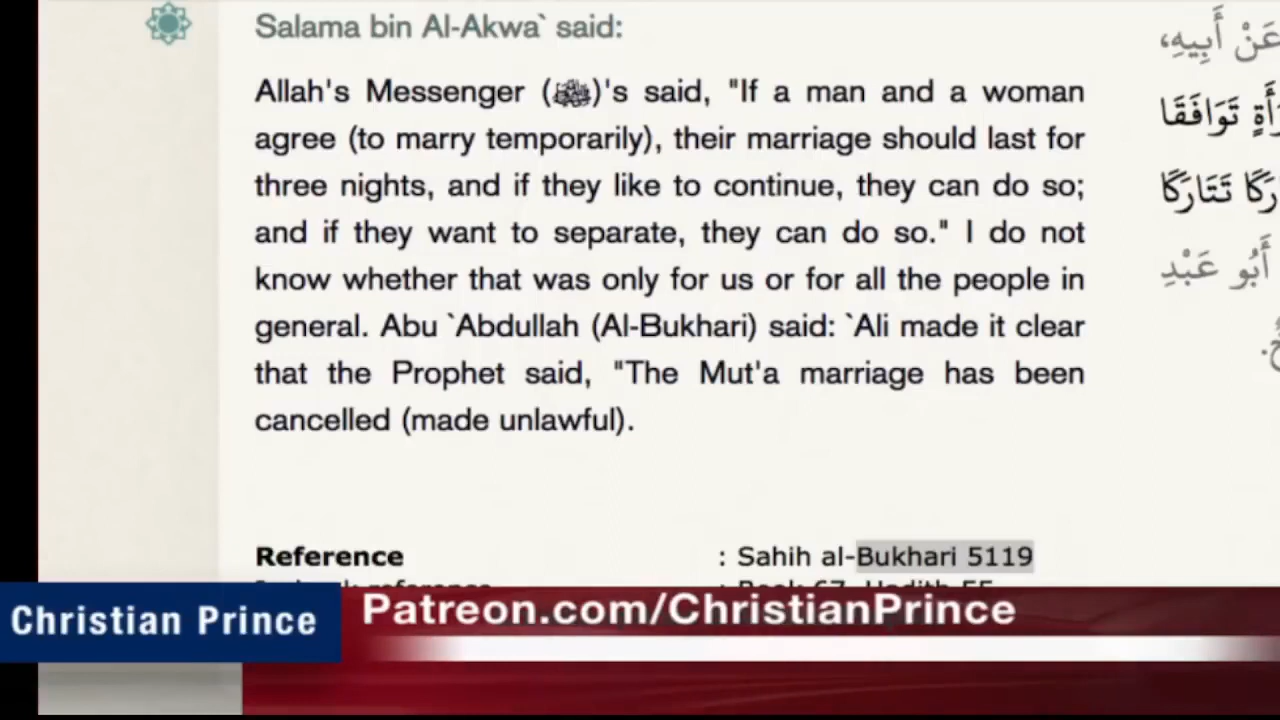 Salama bin Al-Akwa` said:
Allah's Messenger (ﷺ)'s said, "If a man and a woman
agree (to marry temporarily), their marriage should last for
three nights, and if they like to continue, they can do so;
and if they want to separate, they can do so." I do not
know whether that was only for us or for all the people in
general. Abu `Abdullah (Al-Bukhari) said: `Ali made it clear
that the Prophet said, "The Mut'a marriage has been
cancelled (made unlawful).
عَنْ أَبِيهِ،
تَوَافَقَا
تَتَارَكَا
أَبُو عَبْدِ
Reference : Sahih al-Bukhari 5119
Christian Prince
Patreon.com/ChristianPrince